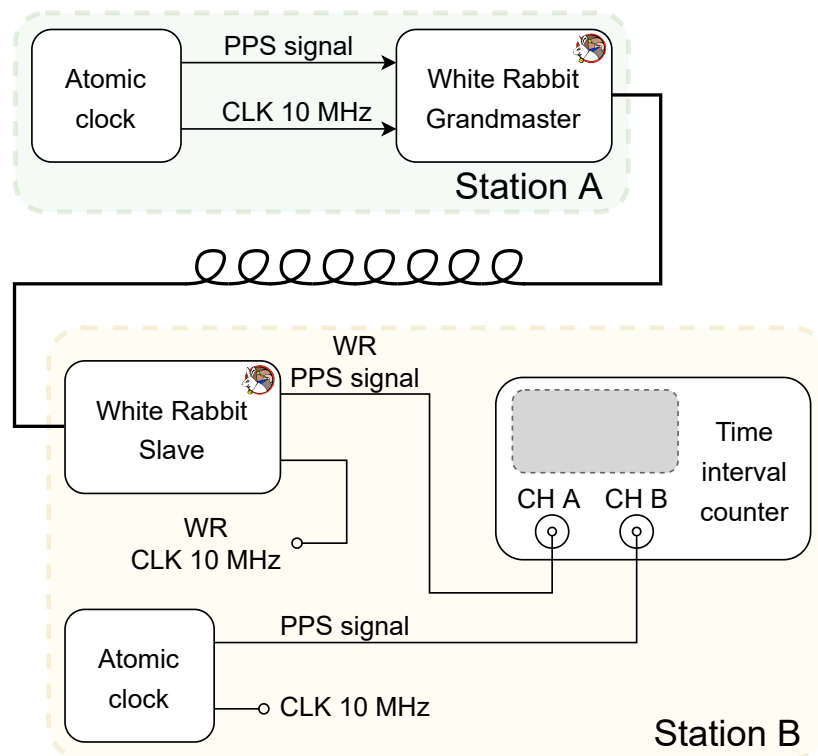 Atomic
clock
PPS signal
CLK 10 MHz
White Rabbit
Grandmaster
Station A
White Rabbit
Slave
WR
PPS signal
WR
CLK 10 MHz
Time
interval
counter
CH A
CH B
Atomic
clock
PPS signal
CLK 10 MHz
Station B